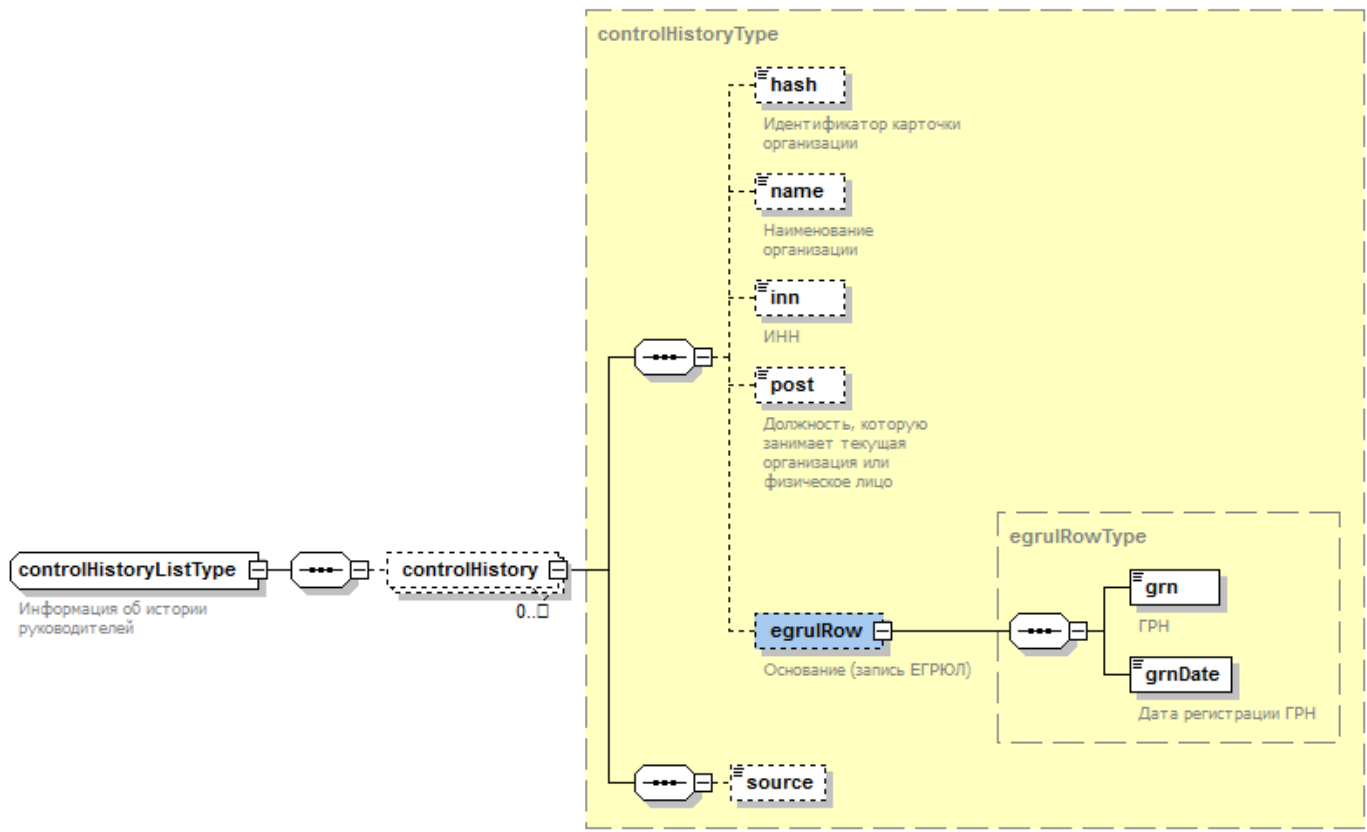 controlHistoryType
hash
Идентификатор карточки
организации
name
Наименование
организации
inn
ИНН
post
Должность, которую
занимает текущая
организация или
физическое лицо
egrulRowType
controlHistoryListType
Информация об истории
руководителей
controlHistory
0..□
grn
ГРН
egrulRow
Основание (запись ЕГРЮЛ)
grnDate
Дата регистрации ГРН
source